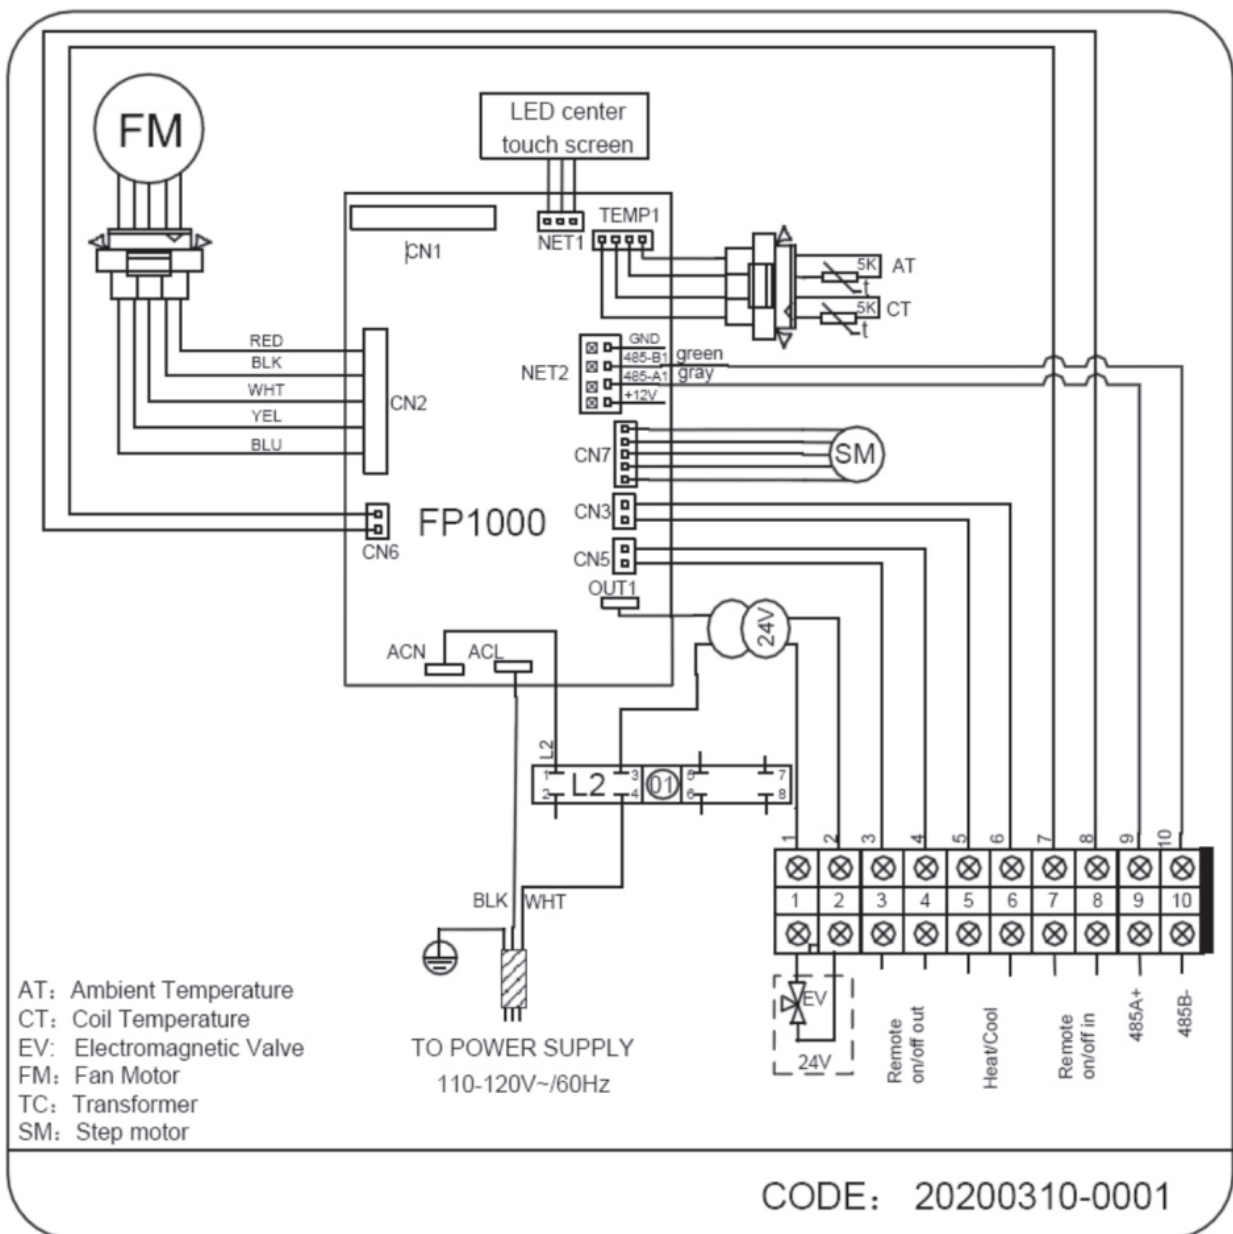 FM
LED center
touch screen
TEMP1
NET1
CN1
5K AT
t
5K CT
t
RED
BLK
WHT
YEL
BLU
CN2
NET2
GND
485-B1 green
485-A1 gray
+12V
CN7
SM
CN3
FP1000
CN6
CN5
OUT1
24V
ACN
ACL
L2
1 L2 3 01 5 7
2 4 6 8
BLK WHT
1 2 3 4 5 6 7 8 9 10
1 2 3 4 5 6 7 8 9 10
EV
24V
Remote
on/off out
Heat/Cool
Remote
on/off in
485A+
485B-
TO POWER SUPPLY
110-120V~/60Hz
AT: Ambient Temperature
CT: Coil Temperature
EV: Electromagnetic Valve
FM: Fan Motor
TC: Transformer
SM: Step motor
CODE: 20200310-0001